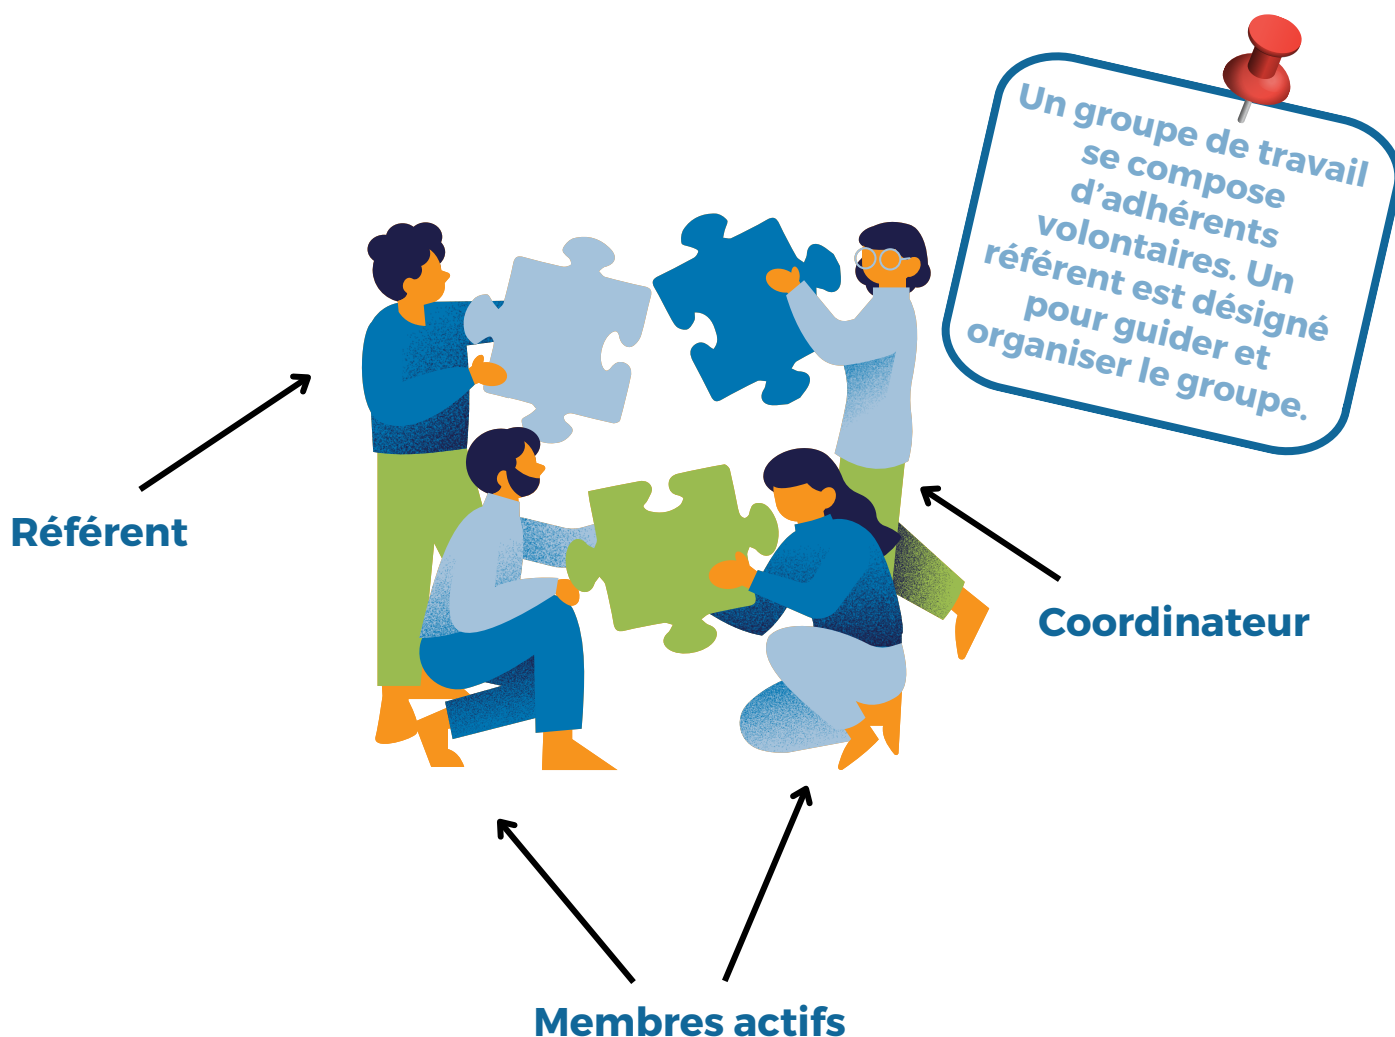 Un groupe de travail
se compose
d’adhérents
volontaires. Un
référent est désigné
pour guider et
organiser le groupe.
Référent
Coordinateur
Membres actifs